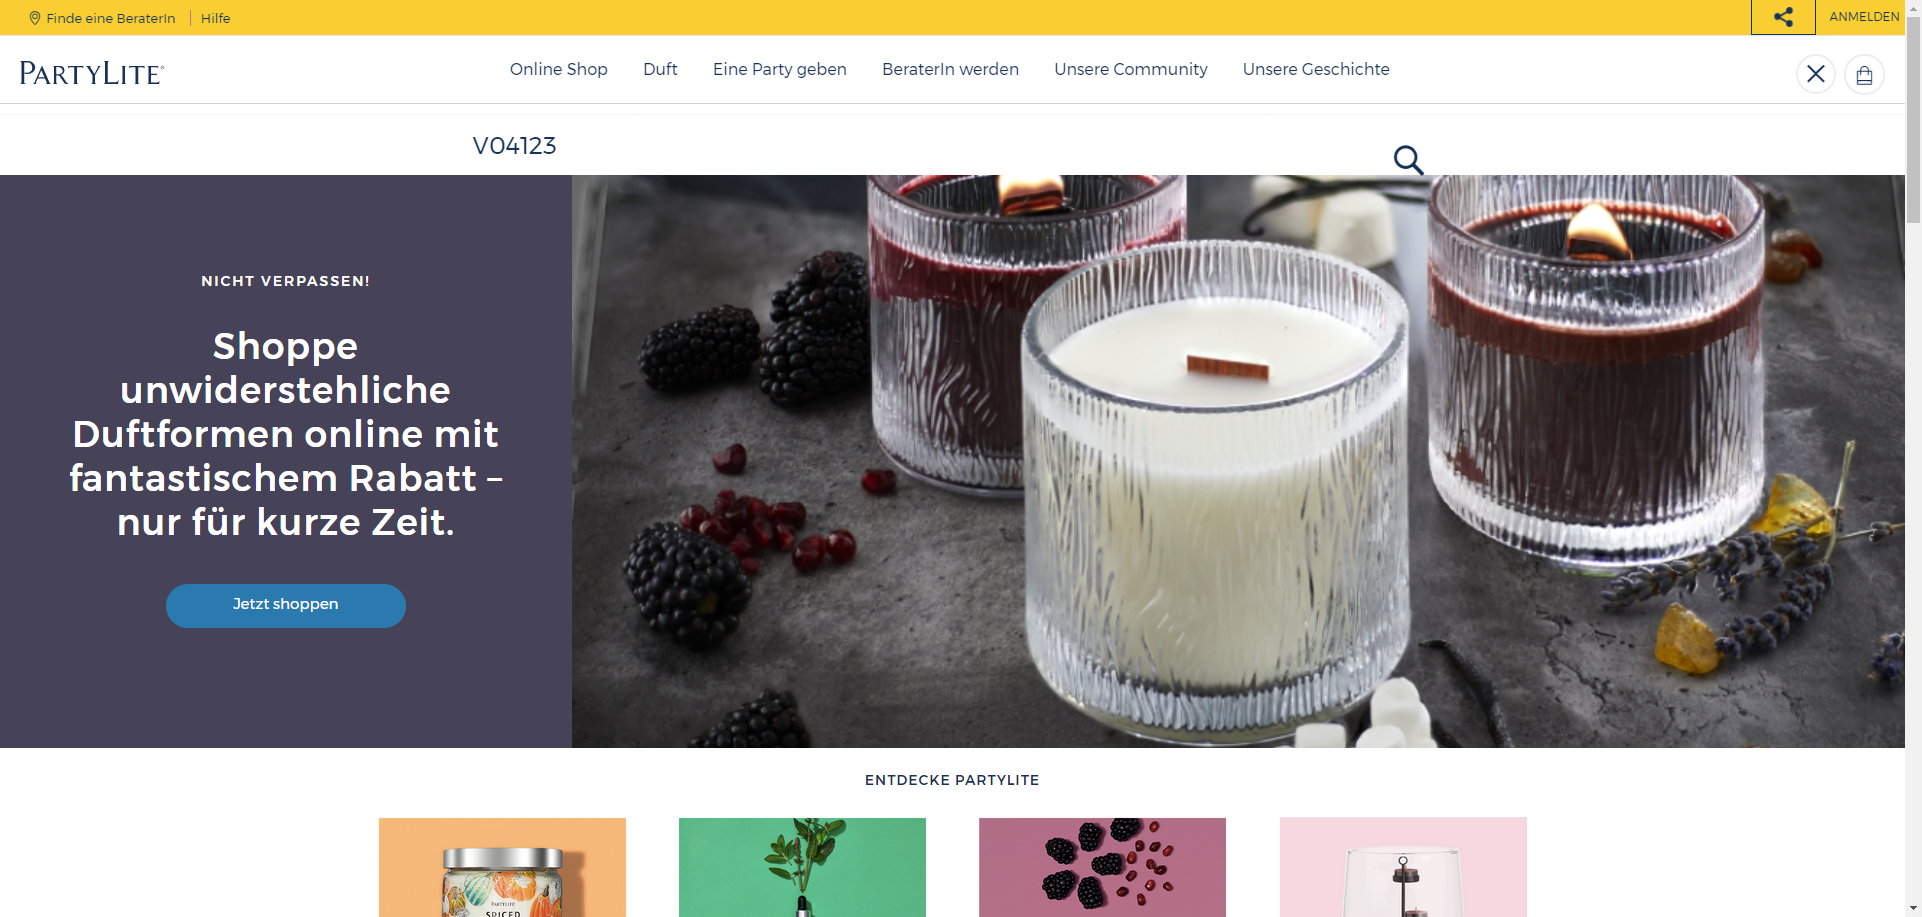 Finde eine BeraterIn
Hilfe
ANMELDEN
PARTYLITE®
Online Shop
Duft
Eine Party geben
BeraterIn werden
Unsere Community
Unsere Geschichte
V04123
NICHT VERPASSEN!
Shoppe
unwiderstehliche
Duftformen online mit
fantastischem Rabatt –
nur für kurze Zeit.
Jetzt shoppen
ENTDECKE PARTYLITE
PARTYLITE
SPICED